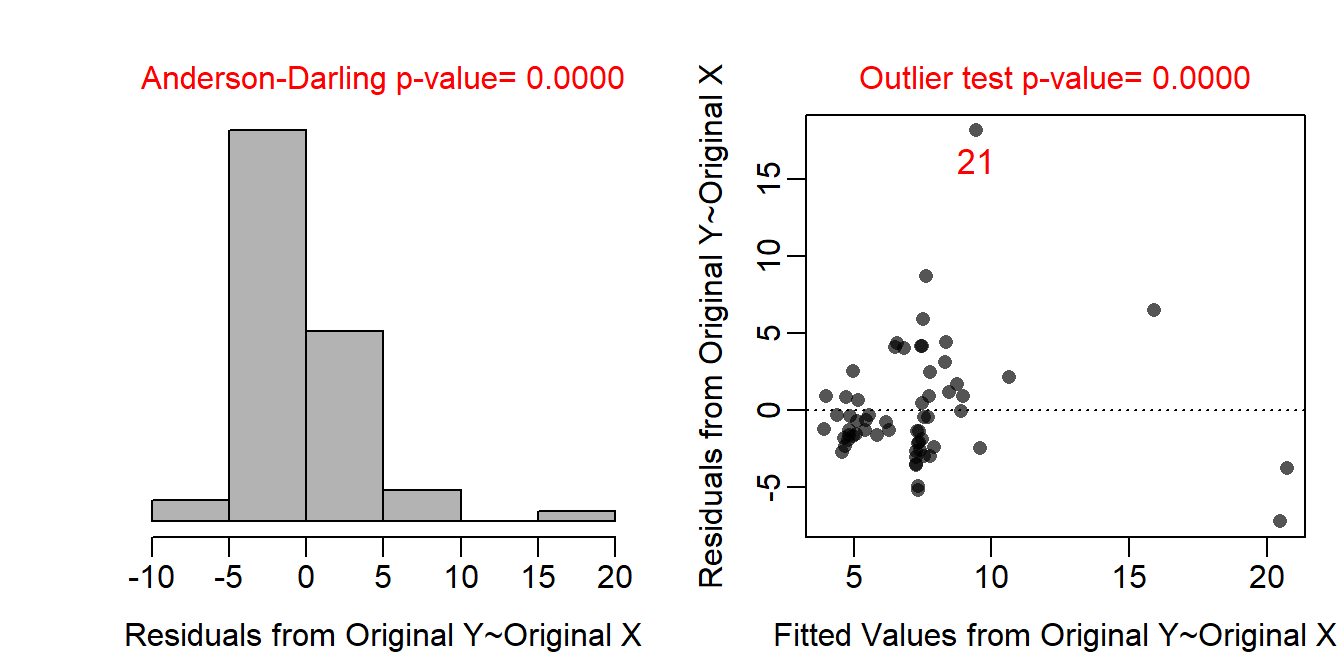 Anderson-Darling p-value= 0.0000
-10 -5 0 5 10 15 20
Residuals from Original Y~Original X
Outlier test p-value= 0.0000
Residuals from Original Y~Original X
15
10
5
0
-5
21
5 10 15 20
Fitted Values from Original Y~Original X